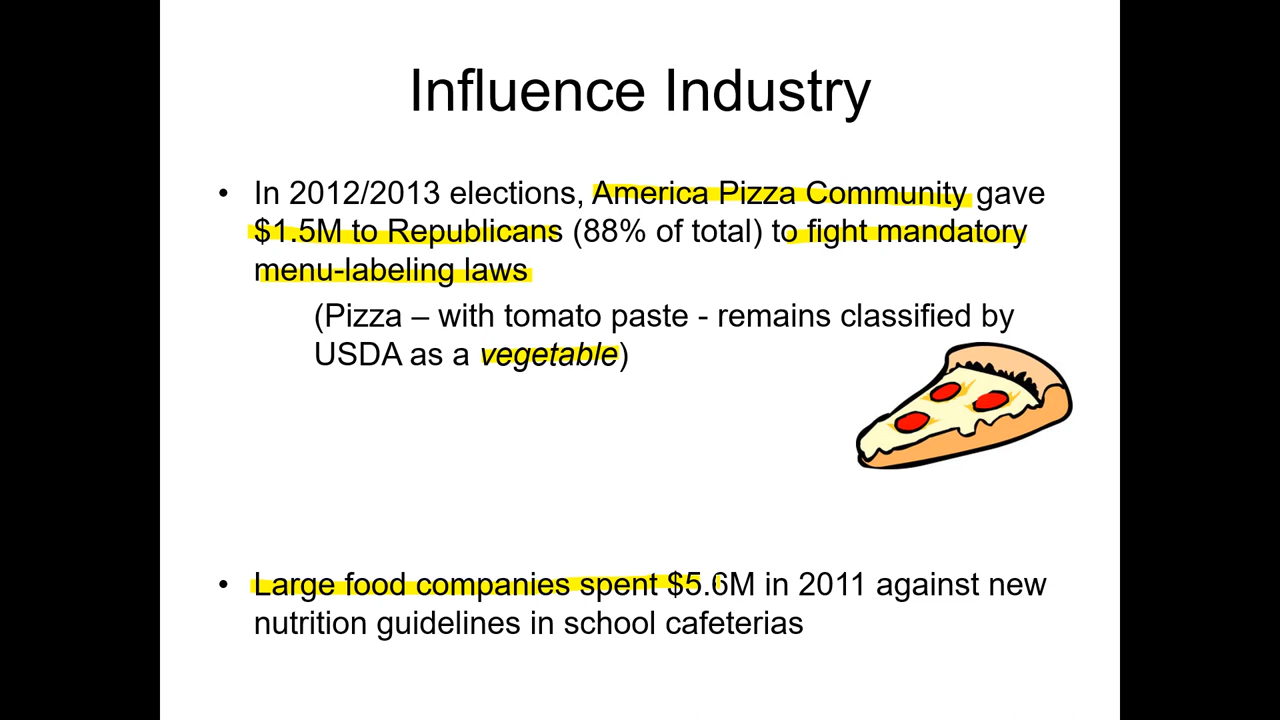 Influence Industry
• In 2012/2013 elections, America Pizza Community gave
$1.5M to Republicans (88% of total) to fight mandatory
menu-labeling laws
(Pizza – with tomato paste - remains classified by
USDA as a vegetable)
• Large food companies spent $5.6M in 2011 against new
nutrition guidelines in school cafeterias